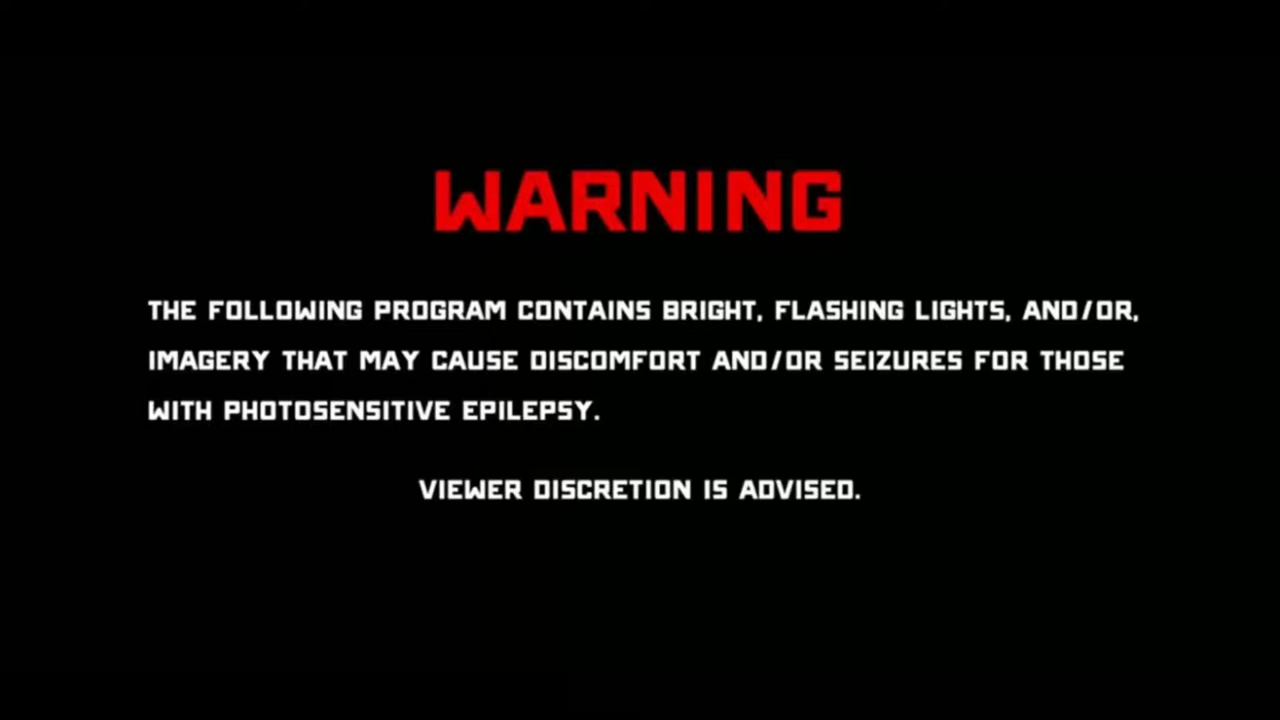 WARNING
THE FOLLOWING PROGRAM CONTAINS BRIGHT, FLASHING LIGHTS, AND/OR,
IMAGERY THAT MAY CAUSE DISCOMFORT AND/OR SEIZURES FOR THOSE
WITH PHOTOSENSITIVE EPILEPSY.
VIEWER DISCRETION IS ADVISED.